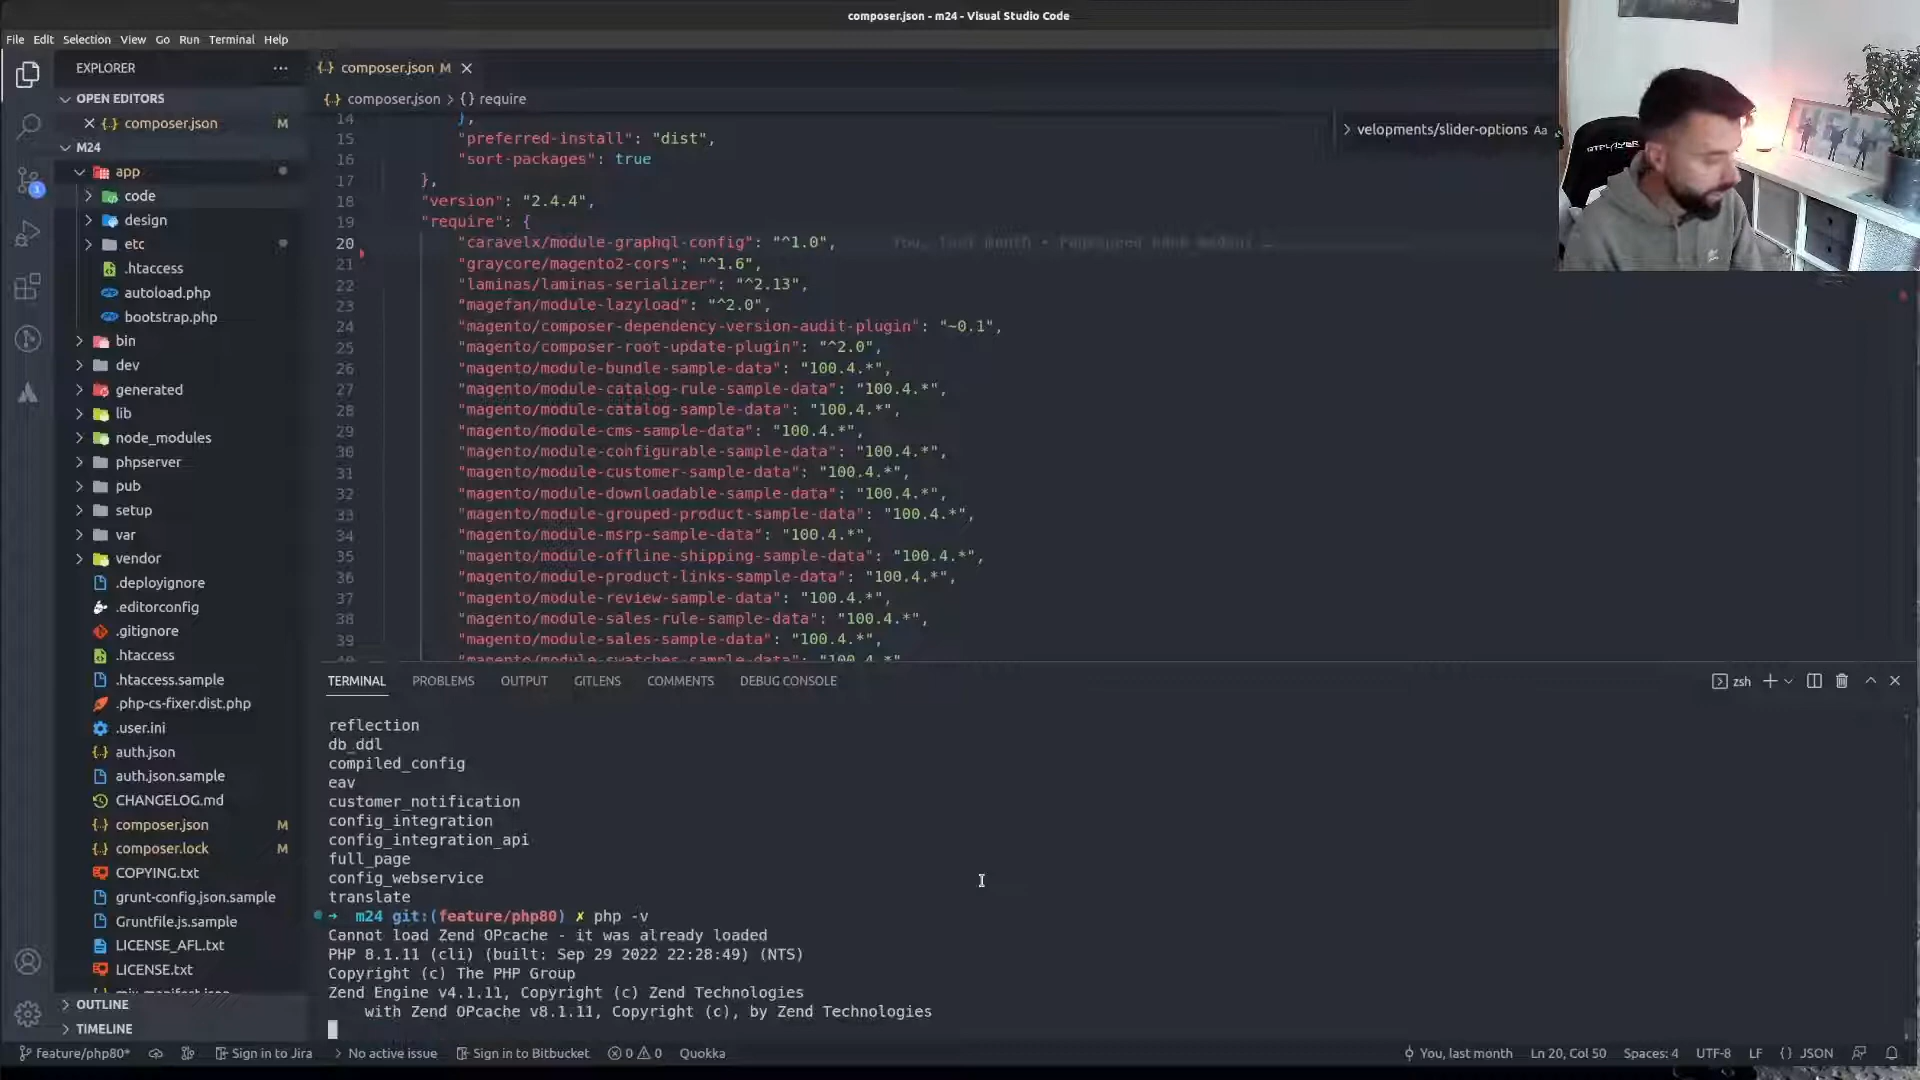 composer.json - m24 - Visual Studio Code
File Edit Selection View Go Run Terminal Help
EXPLORER
OPEN EDITORS
composer.json M
M24
app
code
design
etc
.htaccess
autoload.php
bootstrap.php
bin
dev
generated
lib
node_modules
phpserver
pub
setup
var
vendor
.deployignore
.editorconfig
.gitignore
.htaccess
.htaccess.sample
.php-cs-fixer.dist.php
.user.ini
auth.json
auth.json.sample
CHANGELOG.md
composer.json M
composer.lock M
COPYING.txt
grunt-config.json.sample
Gruntfile.js.sample
LICENSE_AFL.txt
LICENSE.txt
OUTLINE
TIMELINE
composer.json M
composer.json > {} require
velopments/slider-options Aa
14 },
15 "preferred-install": "dist",
16 "sort-packages": true
17 },
18 "version": "2.4.4",
19 "require": {
20 "caravelx/module-graphql-config": "^1.0", You, last month •
21 "graycore/magento2-cors": "^1.6",
22 "laminas/laminas-serializer": "^2.13",
23 "magefan/module-lazyload": "^2.0",
24 "magento/composer-dependency-version-audit-plugin": "~0.1",
25 "magento/composer-root-update-plugin": "^2.0",
26 "magento/module-bundle-sample-data": "100.4.*",
27 "magento/module-catalog-rule-sample-data": "100.4.*",
28 "magento/module-catalog-sample-data": "100.4.*",
29 "magento/module-cms-sample-data": "100.4.*",
30 "magento/module-configurable-sample-data": "100.4.*",
31 "magento/module-customer-sample-data": "100.4.*",
32 "magento/module-downloadable-sample-data": "100.4.*",
33 "magento/module-grouped-product-sample-data": "100.4.*",
34 "magento/module-msrp-sample-data": "100.4.*",
35 "magento/module-offline-shipping-sample-data": "100.4.*",
36 "magento/module-product-links-sample-data": "100.4.*",
37 "magento/module-review-sample-data": "100.4.*",
38 "magento/module-sales-rule-sample-data": "100.4.*",
39 "magento/module-sales-sample-data": "100.4.*",
"magento/module-swatches-sample-data": "100.4.*"
TERMINAL PROBLEMS OUTPUT GITLENS COMMENTS DEBUG CONSOLE
zsh
reflection
db_ddl
compiled_config
eav
customer_notification
config_integration
config_integration_api
full_page
config_webservice
translate
→ m24 git:(feature/php80) ✗ php -v
Cannot load Zend OPcache - it was already loaded
PHP 8.1.11 (cli) (built: Sep 29 2022 22:28:49) (NTS)
Copyright (c) The PHP Group
Zend Engine v4.1.11, Copyright (c) Zend Technologies
with Zend OPcache v8.1.11, Copyright (c), by Zend Technologies
feature/php80* Sign in to Jira No active issue Sign in to Bitbucket 0 0 Quokka You, last month Ln 20, Col 50 Spaces: 4 UTF-8 LF {} JSON